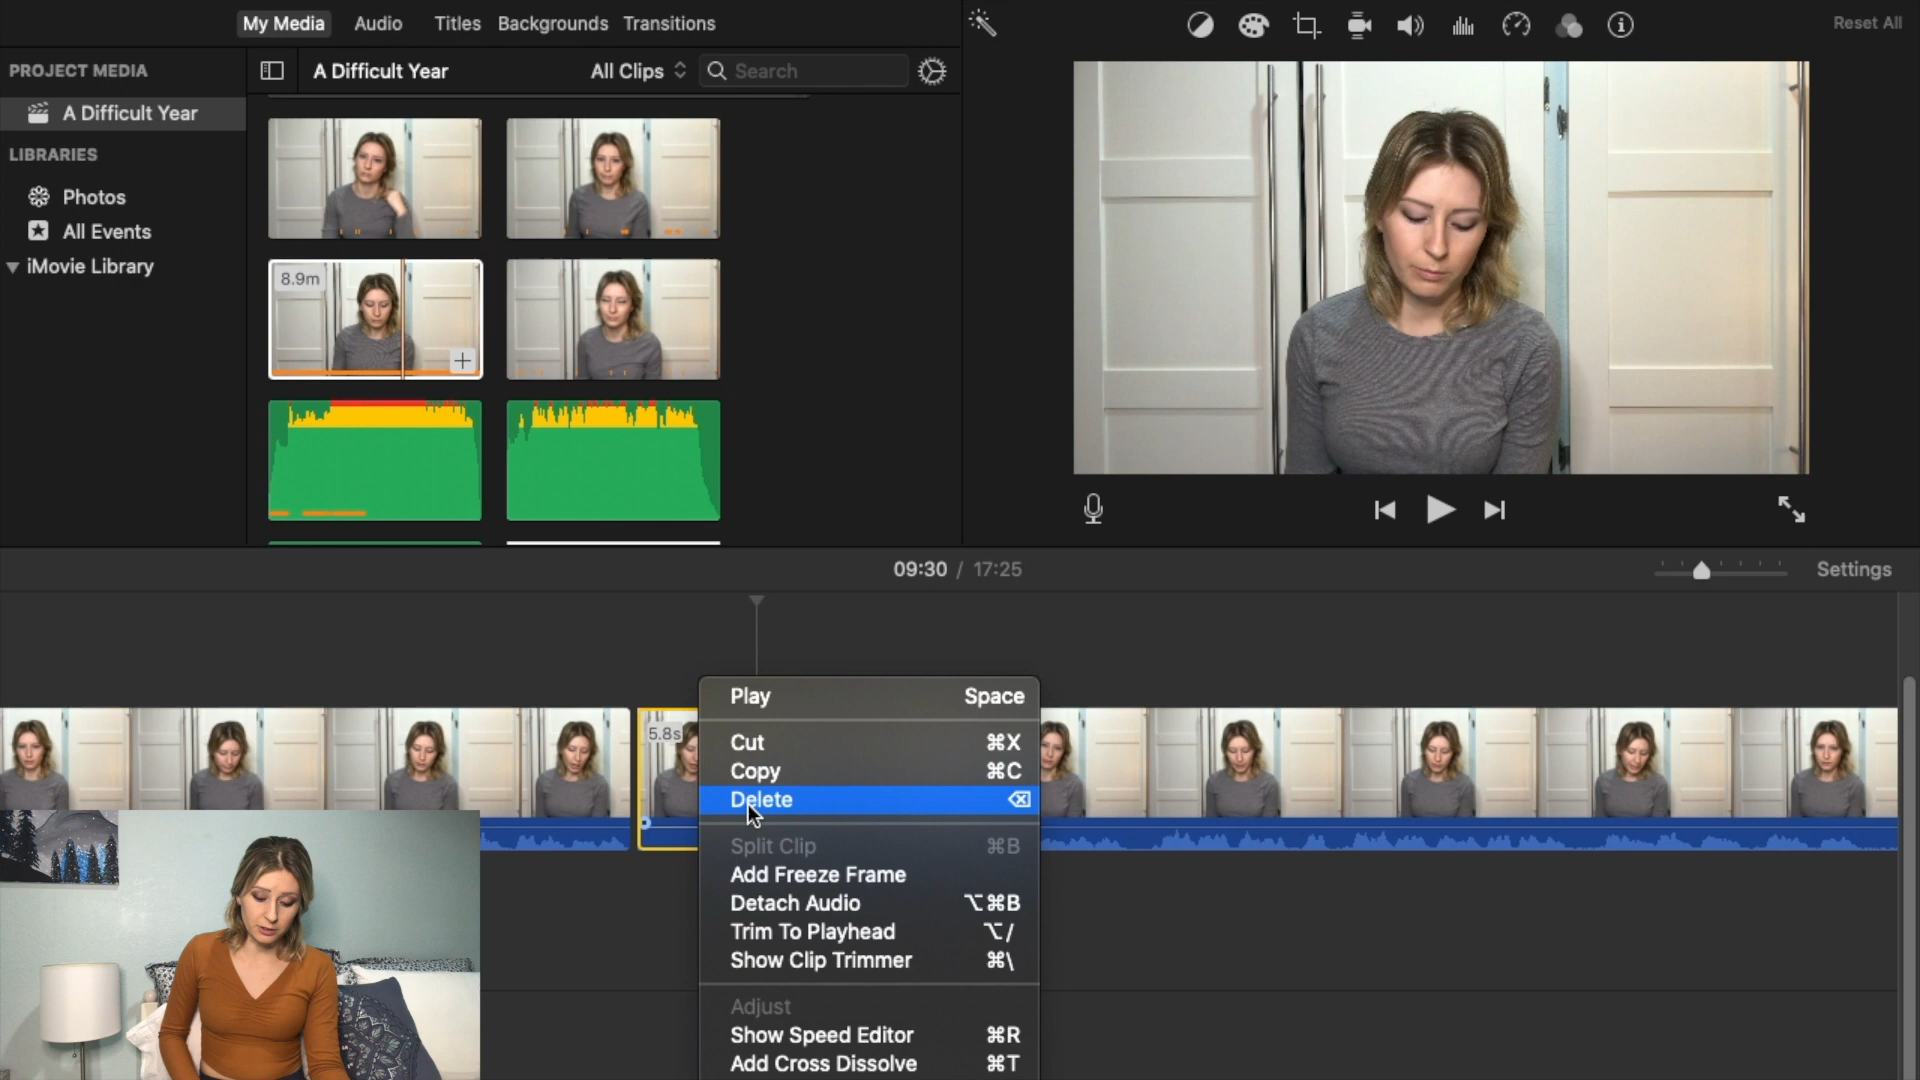 My Media
Audio
Titles
Backgrounds
Transitions
Reset All
PROJECT MEDIA
A Difficult Year
All Clips
Search
A Difficult Year
LIBRARIES
Photos
All Events
iMovie Library
8.9m
09:30 / 17:25
Settings
5.8s
Play Space
Cut ⌘X
Copy ⌘C
Delete ⌫
Split Clip ⌘B
Add Freeze Frame
Detach Audio ⌥⌘B
Trim To Playhead ⌥/
Show Clip Trimmer ⌘\
Adjust
Show Speed Editor ⌘R
Add Cross Dissolve ⌘T